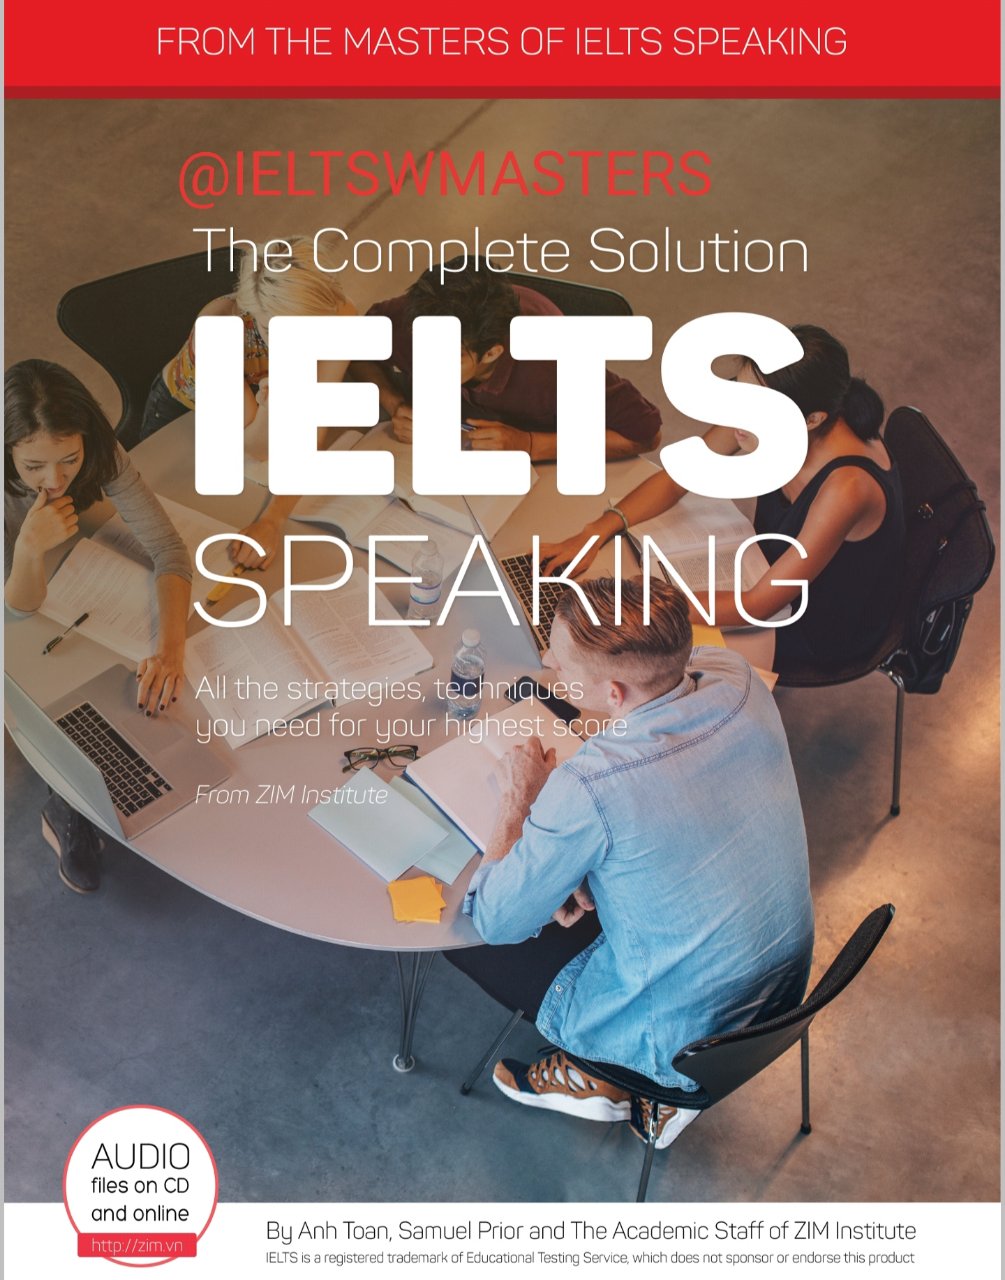 FROM THE MASTERS OF IELTS SPEAKING
@IELTSWMASTERS
The Complete Solution
IELTS
SPEAKING
All the strategies, techniques
you need for your highest score
From ZIM Institute
AUDIO
files on CD
and online
http://zim.vn
By Anh Toan, Samuel Prior and The Academic Staff of ZIM Institute
IELTS is a registered trademark of Educational Testing Service, which does not sponsor or endorse this product